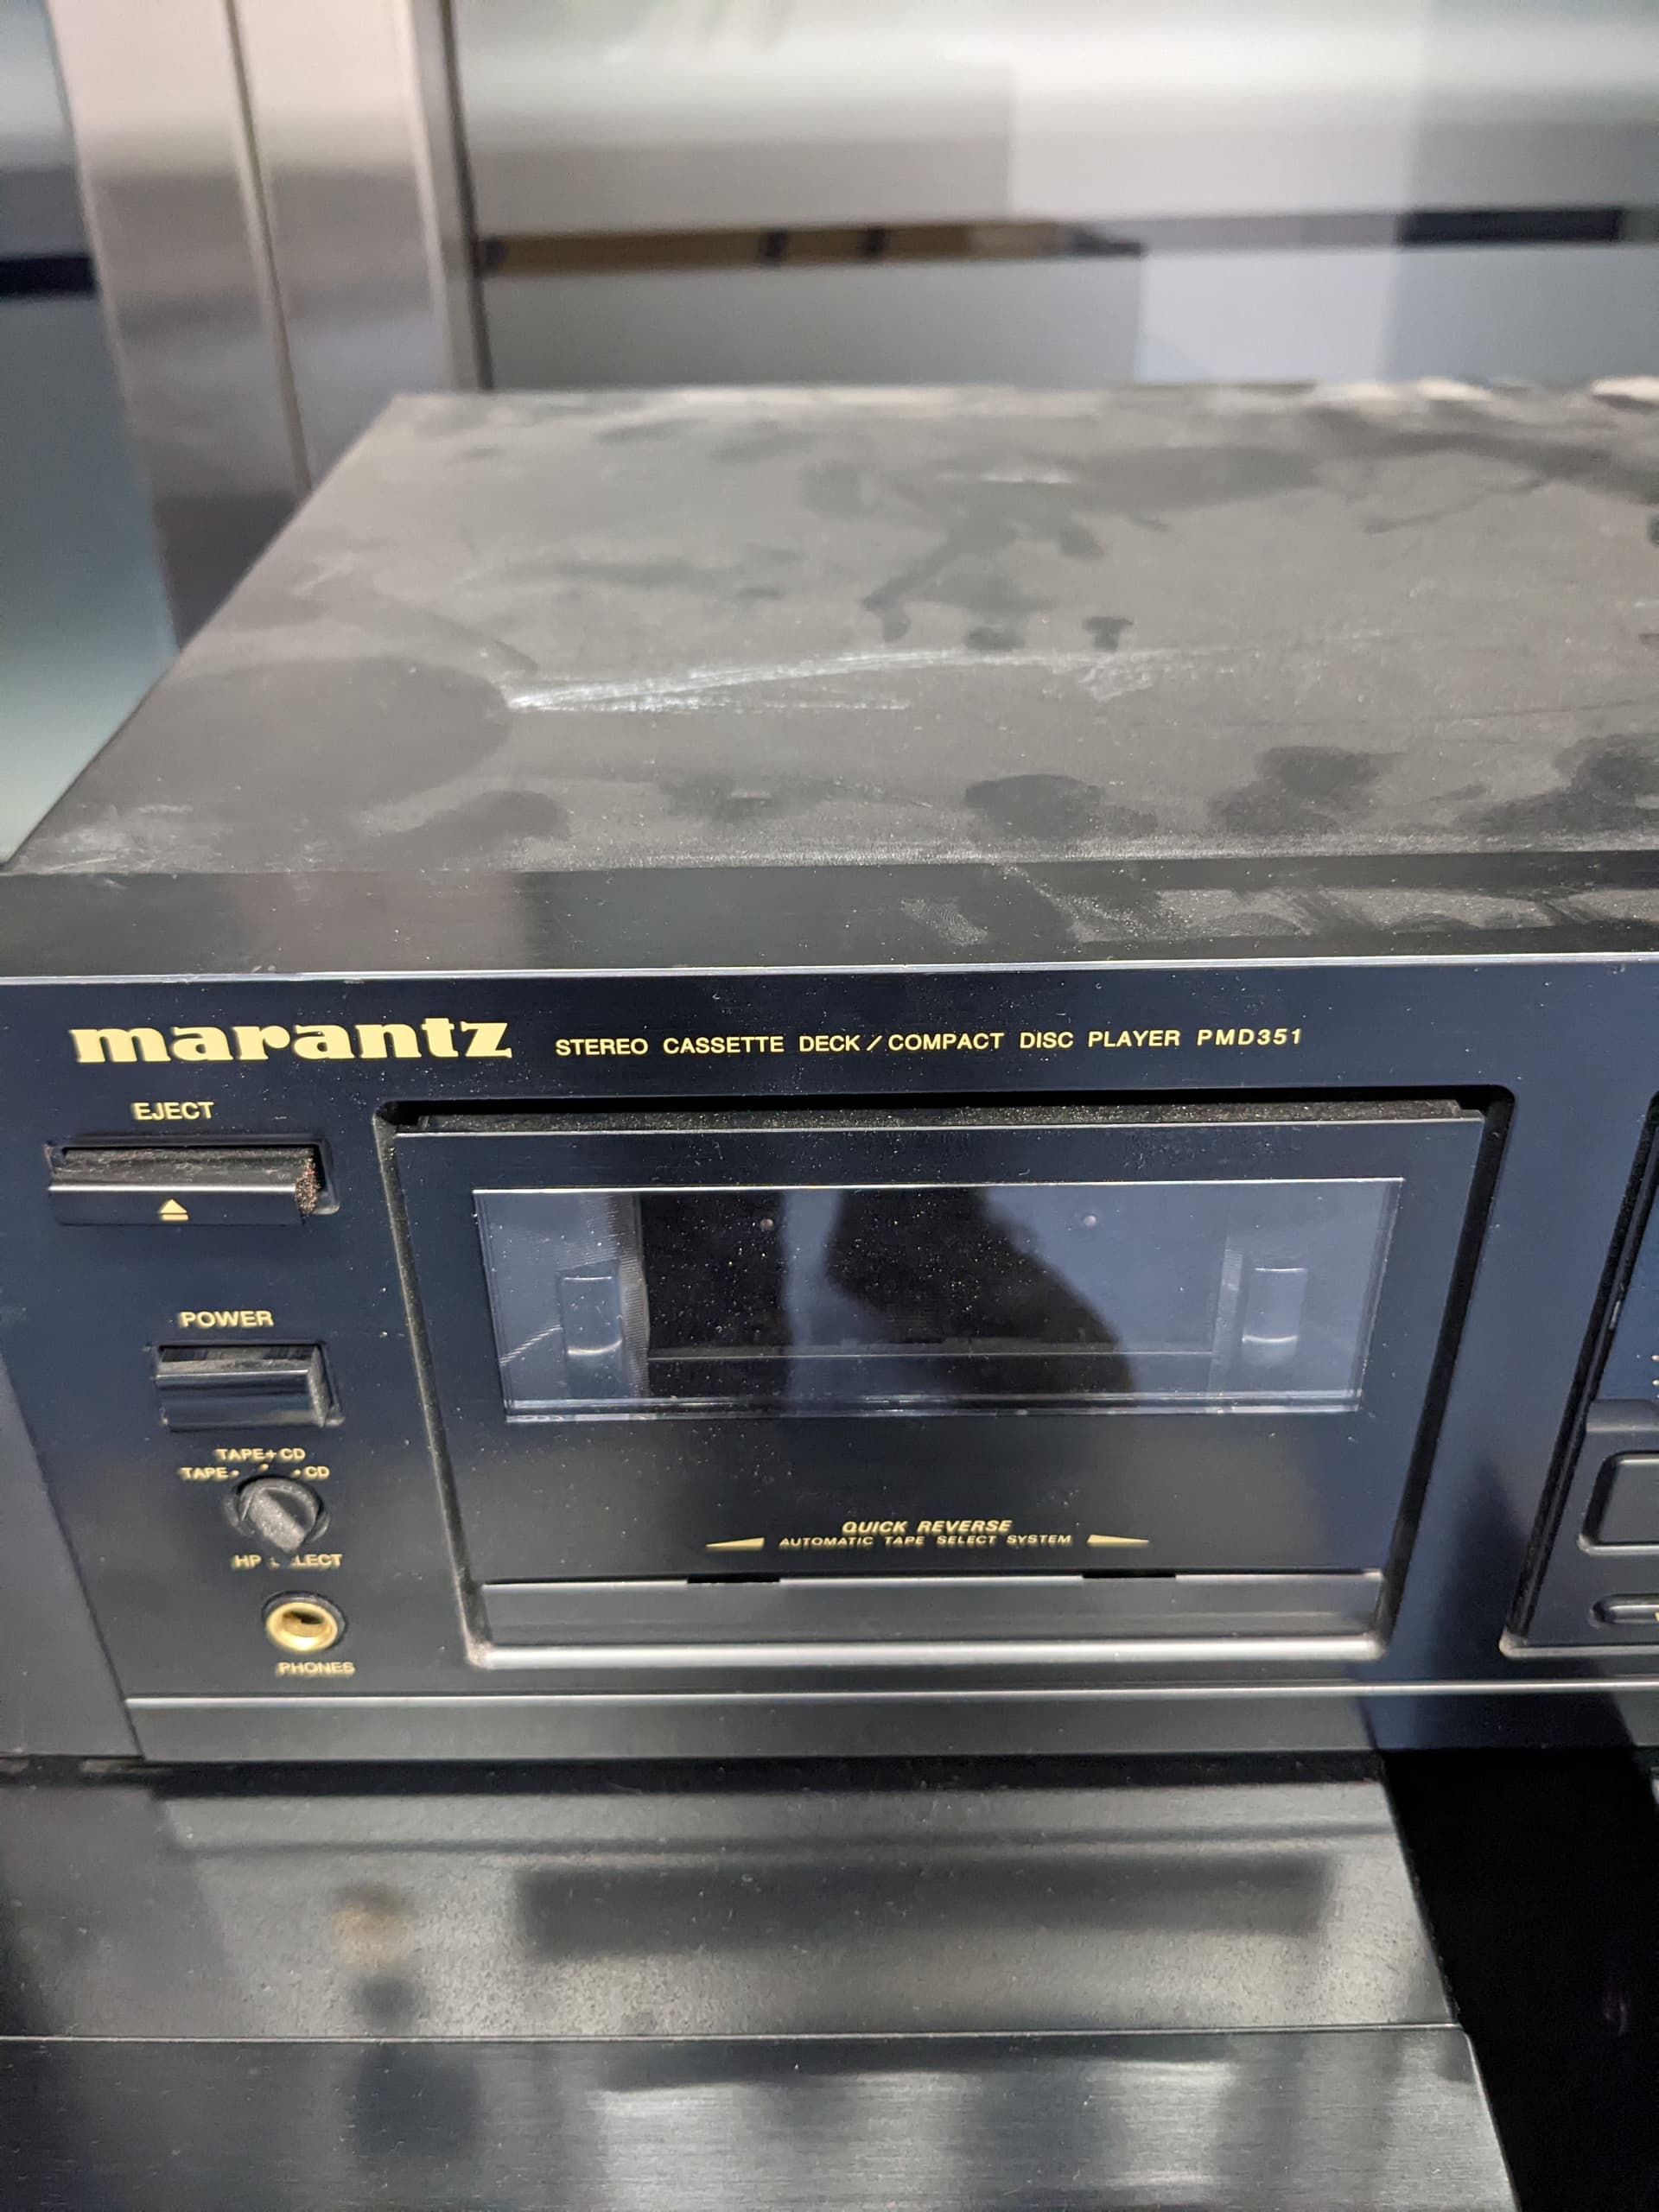 marantz STEREO CASSETTE DECK / COMPACT DISC PLAYER PMD351
EJECT
POWER
TAPE+CD
TAPE CD
HP
PHONES
QUICK REVERSE
AUTOMATIC TAPE SELECT SYSTEM